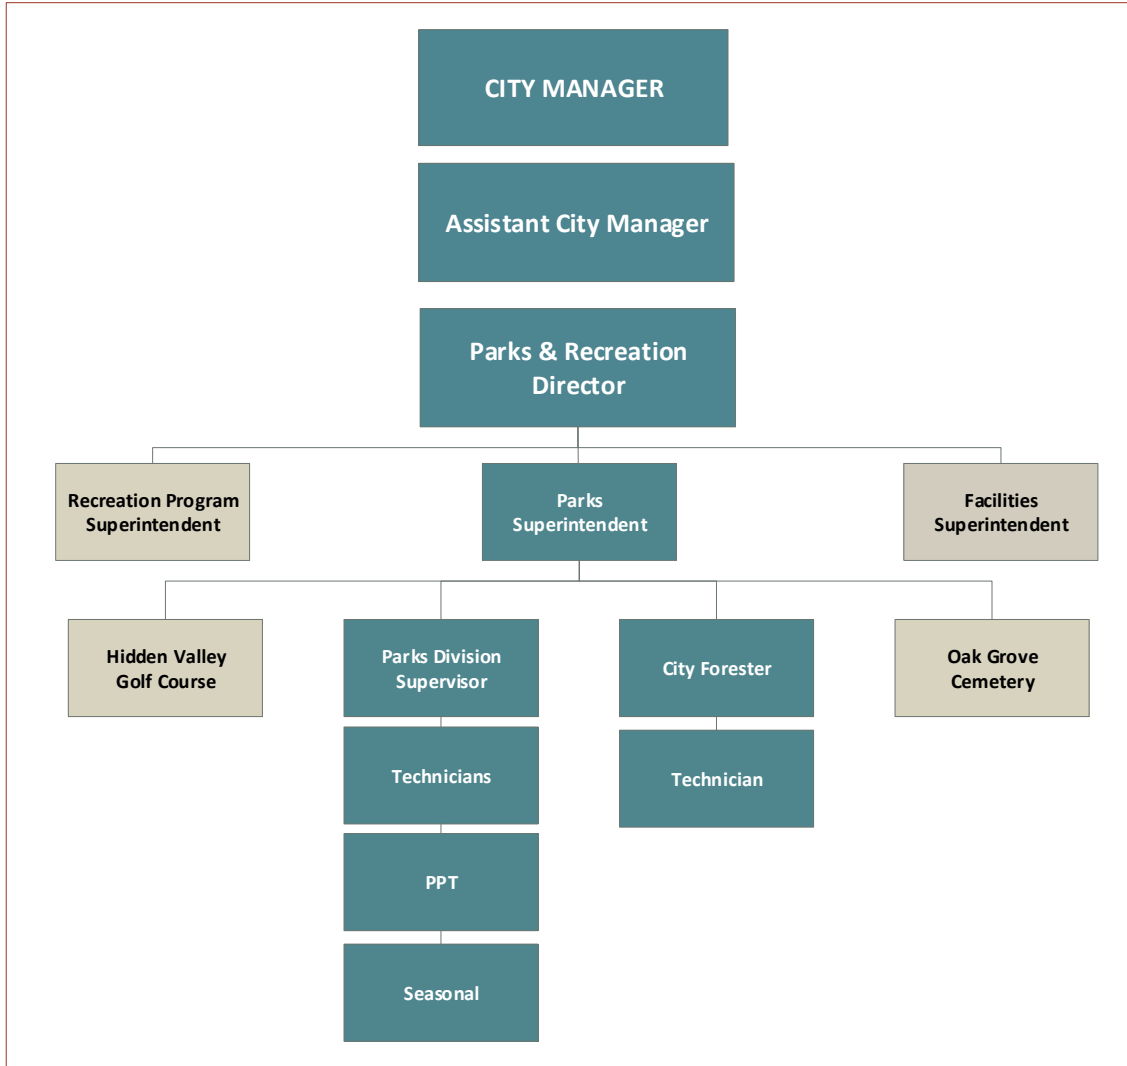 CITY MANAGER
Assistant City Manager
Parks & Recreation
Director
Recreation Program
Superintendent
Parks
Superintendent
Facilities
Superintendent
Hidden Valley
Golf Course
Parks Division
Supervisor
City Forester
Oak Grove
Cemetery
Technicians
Technician
PPT
Seasonal